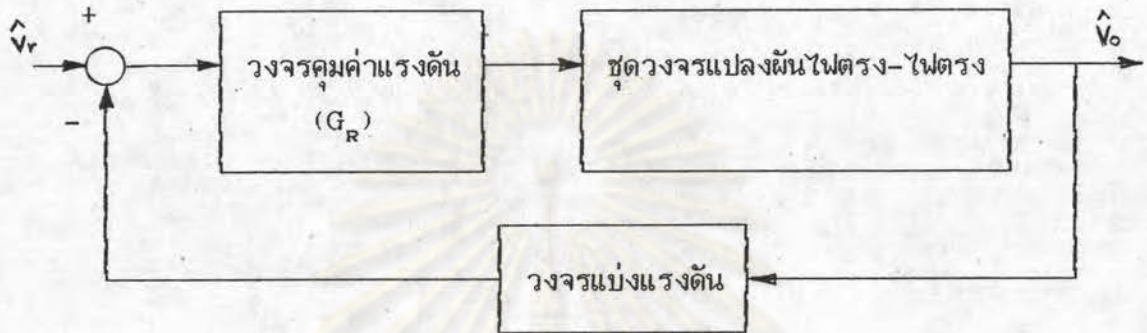 v̂r
+
วงจรคุมค่าแรงดัน
(G_R)
ชุดวงจรแปลงผันไฟตรง-ไฟตรง
v̂o
−
วงจรแบ่งแรงดัน